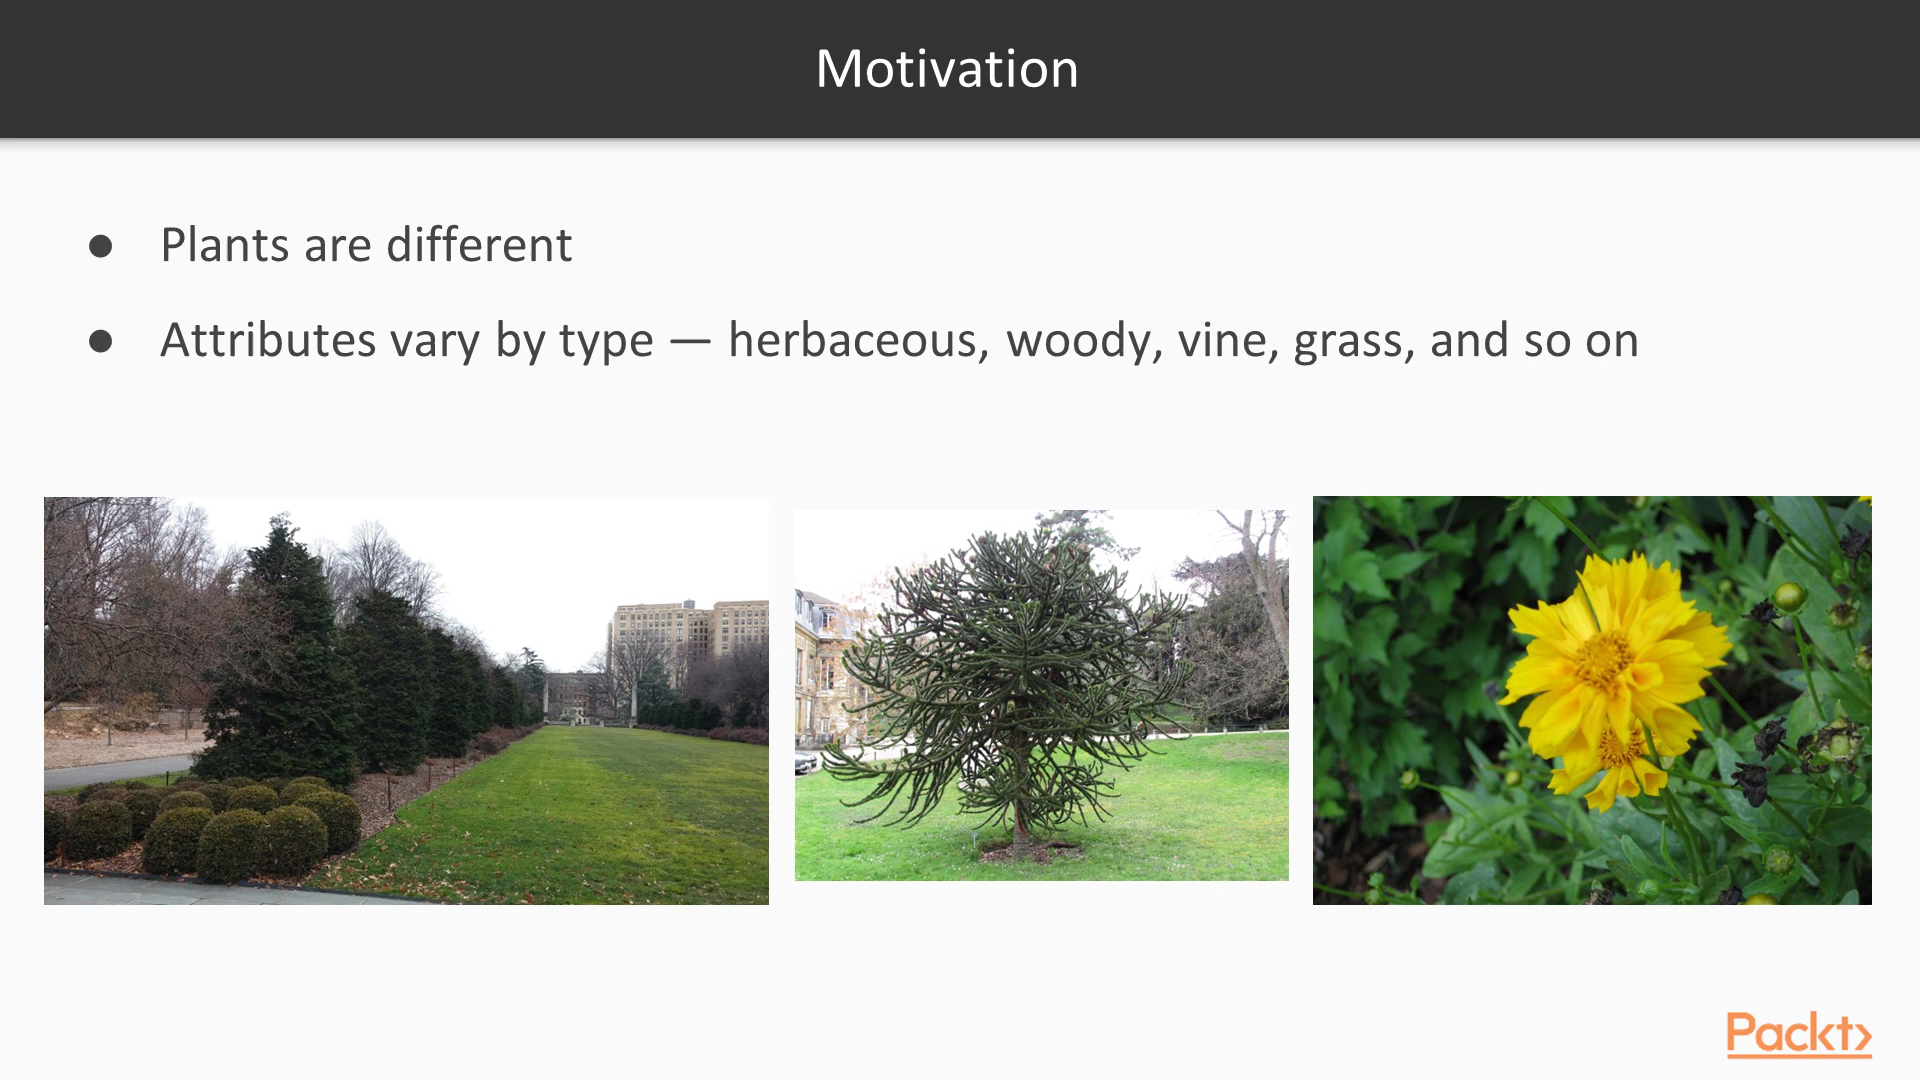 Motivation
● Plants are different
● Attributes vary by type — herbaceous, woody, vine, grass, and so on
Packt>